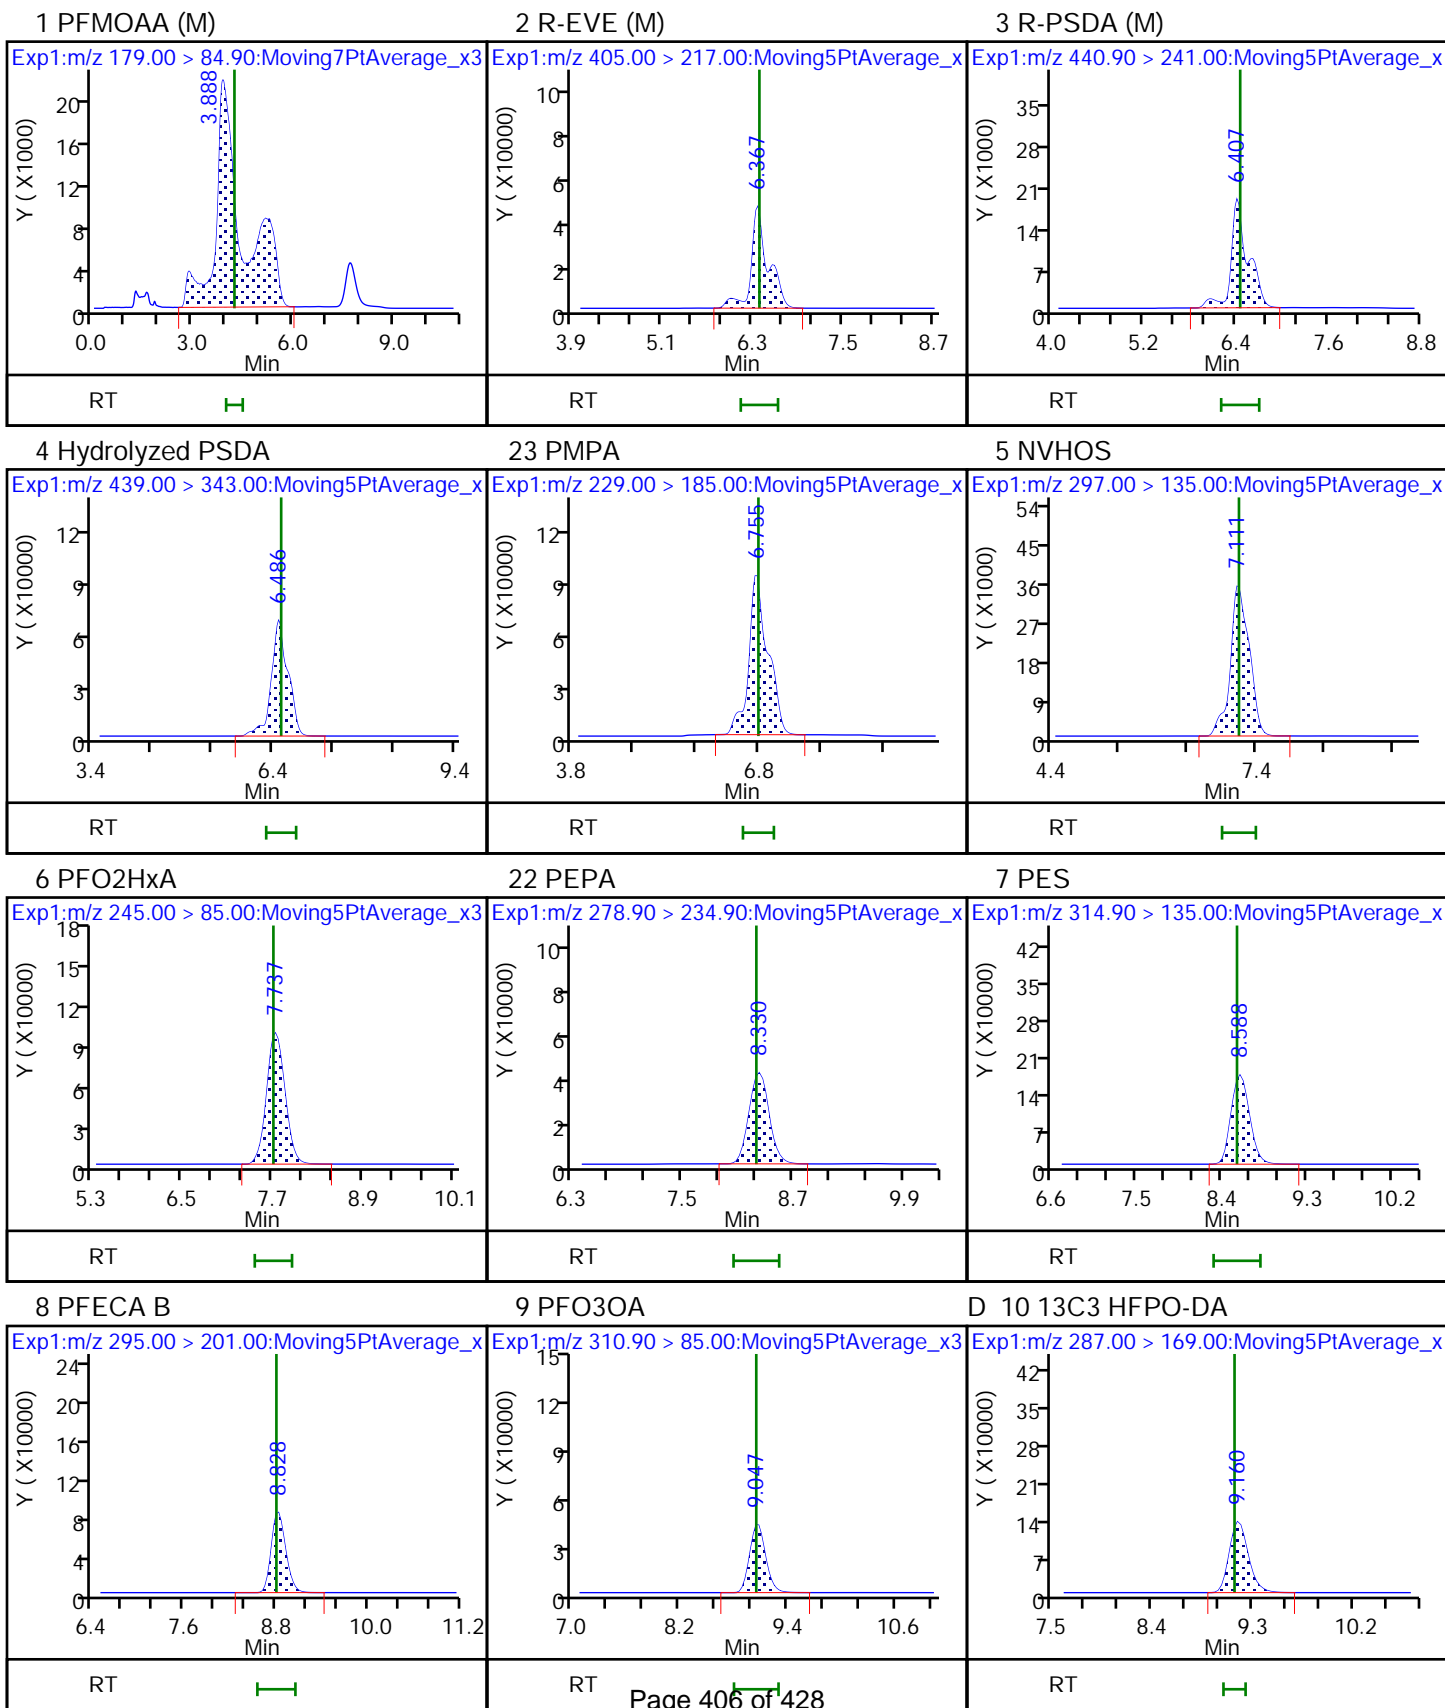 1 PFMOAA (M)
2 R-EVE (M)
3 R-PSDA (M)
Exp1:m/z 179.00 > 84.90:Moving7PtAverage_x3
Exp1:m/z 405.00 > 217.00:Moving5PtAverage_x
Exp1:m/z 440.90 > 241.00:Moving5PtAverage_x
Y ( X1000)
20
16
12
8
4
0
3.888
0.0 3.0 6.0 9.0
Min
RT
Y ( X10000)
10
8
6
4
2
0
6.367
3.9 5.1 6.3 7.5 8.7
Min
RT
Y ( X1000)
35
28
21
14
7
0
6.407
4.0 5.2 6.4 7.6 8.8
Min
RT
4 Hydrolyzed PSDA
23 PMPA
5 NVHOS
Exp1:m/z 439.00 > 343.00:Moving5PtAverage_x
Exp1:m/z 229.00 > 185.00:Moving5PtAverage_x
Exp1:m/z 297.00 > 135.00:Moving5PtAverage_x
Y ( X10000)
12
9
6
3
0
6.486
3.4 6.4 9.4
Min
RT
Y ( X10000)
12
9
6
3
0
6.755
3.8 6.8
Min
RT
Y ( X1000)
54
45
36
27
18
9
0
7.111
4.4 7.4
Min
RT
6 PFO2HxA
22 PEPA
7 PES
Exp1:m/z 245.00 > 85.00:Moving5PtAverage_x3
Exp1:m/z 278.90 > 234.90:Moving5PtAverage_x
Exp1:m/z 314.90 > 135.00:Moving5PtAverage_x
Y ( X10000)
18
15
12
9
6
3
0
7.737
5.3 6.5 7.7 8.9 10.1
Min
RT
Y ( X10000)
10
8
6
4
2
0
8.330
6.3 7.5 8.7 9.9
Min
RT
Y ( X10000)
42
35
28
21
14
7
0
8.588
6.6 7.5 8.4 9.3 10.2
Min
RT
8 PFECA B
9 PFO3OA
D 10 13C3 HFPO-DA
Exp1:m/z 295.00 > 201.00:Moving5PtAverage_x
Exp1:m/z 310.90 > 85.00:Moving5PtAverage_x3
Exp1:m/z 287.00 > 169.00:Moving5PtAverage_x
Y ( X10000)
24
20
16
12
8
4
0
8.828
6.4 7.6 8.8 10.0 11.2
Min
RT
Y ( X10000)
15
9
6
3
0
9.047
7.0 8.2 9.4 10.6
Min
RT
Y ( X10000)
42
35
28
21
14
7
0
9.160
7.5 8.4 9.3 10.2
Min
RT
Page 406 of 428